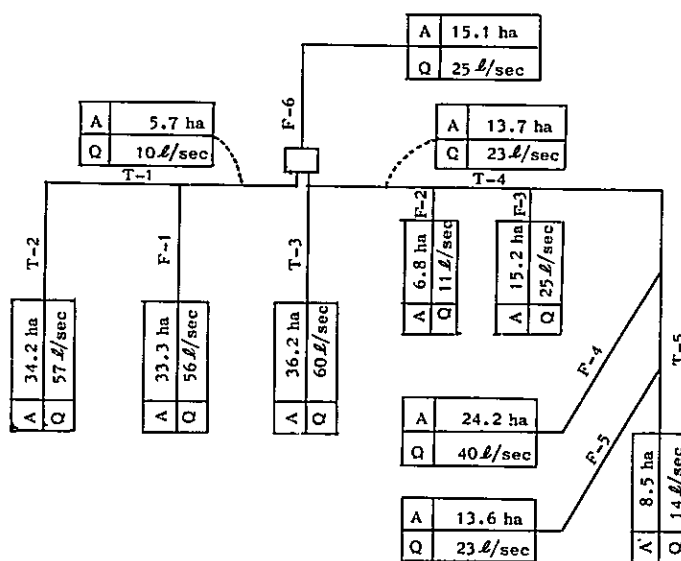 A 15.1 ha
Q 25 ℓ/sec
F-6
A 5.7 ha
Q 10 ℓ/sec
A 13.7 ha
Q 23 ℓ/sec
T-1
T-4
T-2
F-1
T-3
F-2
F-3
A 34.2 ha
Q 57 ℓ/sec
A 33.3 ha
Q 56 ℓ/sec
A 36.2 ha
Q 60 ℓ/sec
A 6.8 ha
Q 11 ℓ/sec
A 15.2 ha
Q 25 ℓ/sec
F-4
T-5
A 24.2 ha
Q 40 ℓ/sec
F-5
A 13.6 ha
Q 23 ℓ/sec
A' 8.5 ha
Q 14 ℓ/sec